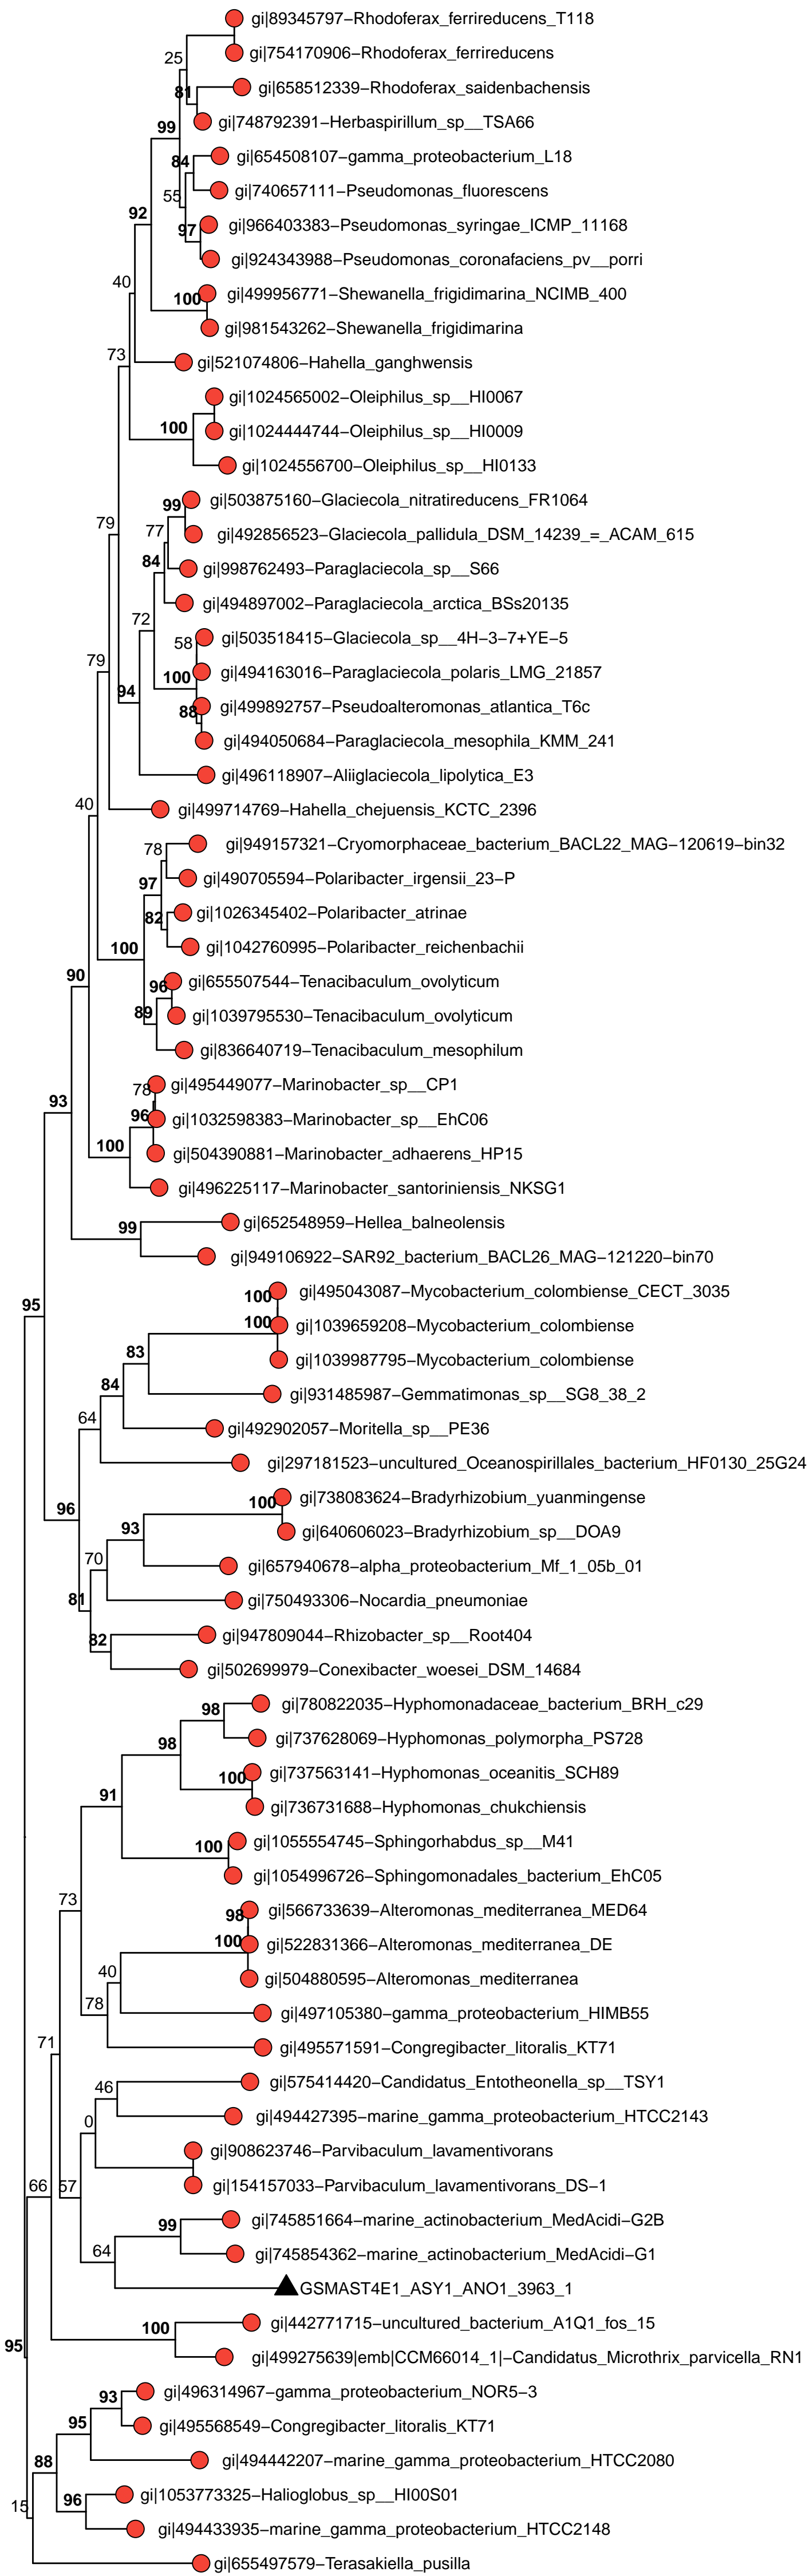 gi|89345797−Rhodoferax_ferrireducens_T118
gi|754170906−Rhodoferax_ferrireducens
25
gi|658512339−Rhodoferax_saidenbachensis
81
gi|748792391−Herbaspirillum_sp__TSA66
99
gi|654508107−gamma_proteobacterium_L18
84
gi|740657111−Pseudomonas_fluorescens
55
gi|966403383−Pseudomonas_syringae_ICMP_11168
92
97
gi|924343988−Pseudomonas_coronafaciens_pv__porri
40
gi|499956771−Shewanella_frigidimarina_NCIMB_400
100
gi|981543262−Shewanella_frigidimarina
73
gi|521074806−Hahella_ganghwensis
gi|1024565002−Oleiphilus_sp__HI0067
100
gi|1024444744−Oleiphilus_sp__HI0009
gi|1024556700−Oleiphilus_sp__HI0133
gi|503875160−Glaciecola_nitratireducens_FR1064
99
79
77
gi|492856523−Glaciecola_pallidula_DSM_14239_=_ACAM_615
84
gi|998762493−Paraglaciecola_sp__S66
gi|494897002−Paraglaciecola_arctica_BSs20135
72
gi|503518415−Glaciecola_sp__4H−3−7+YE−5
58
79
gi|494163016−Paraglaciecola_polaris_LMG_21857
100
94
gi|499892757−Pseudoalteromonas_atlantica_T6c
88
gi|494050684−Paraglaciecola_mesophila_KMM_241
gi|496118907−Aliiglaciecola_lipolytica_E3
40
gi|499714769−Hahella_chejuensis_KCTC_2396
gi|949157321−Cryomorphaceae_bacterium_BACL22_MAG−120619−bin32
78
gi|490705594−Polaribacter_irgensii_23−P
97
gi|1026345402−Polaribacter_atrinae
82
100
gi|1042760995−Polaribacter_reichenbachii
90
gi|655507544−Tenacibaculum_ovolyticum
96
89
gi|1039795530−Tenacibaculum_ovolyticum
gi|836640719−Tenacibaculum_mesophilum
gi|495449077−Marinobacter_sp__CP1
78
93
96
gi|1032598383−Marinobacter_sp__EhC06
100
gi|504390881−Marinobacter_adhaerens_HP15
gi|496225117−Marinobacter_santoriniensis_NKSG1
gi|652548959−Hellea_balneolensis
99
gi|949106922−SAR92_bacterium_BACL26_MAG−121220−bin70
gi|495043087−Mycobacterium_colombiense_CECT_3035
100
95
100
gi|1039659208−Mycobacterium_colombiense
83
gi|1039987795−Mycobacterium_colombiense
84
gi|931485987−Gemmatimonas_sp__SG8_38_2
64
gi|492902057−Moritella_sp__PE36
gi|297181523−uncultured_Oceanospirillales_bacterium_HF0130_25G24
gi|738083624−Bradyrhizobium_yuanmingense
96
100
93
gi|640606023−Bradyrhizobium_sp__DOA9
70
gi|657940678−alpha_proteobacterium_Mf_1_05b_01
81
gi|750493306−Nocardia_pneumoniae
gi|947809044−Rhizobacter_sp__Root404
82
gi|502699979−Conexibacter_woesei_DSM_14684
gi|780822035−Hyphomonadaceae_bacterium_BRH_c29
98
gi|737628069−Hyphomonas_polymorpha_PS728
98
gi|737563141−Hyphomonas_oceanitis_SCH89
100
91
gi|736731688−Hyphomonas_chukchiensis
gi|1055554745−Sphingorhabdus_sp__M41
100
gi|1054996726−Sphingomonadales_bacterium_EhC05
73
gi|566733639−Alteromonas_mediterranea_MED64
98
100
gi|522831366−Alteromonas_mediterranea_DE
40
gi|504880595−Alteromonas_mediterranea
78
gi|497105380−gamma_proteobacterium_HIMB55
71
gi|495571591−Congregibacter_litoralis_KT71
46
gi|575414420−Candidatus_Entotheonella_sp__TSY1
0
gi|494427395−marine_gamma_proteobacterium_HTCC2143
gi|908623746−Parvibaculum_lavamentivorans
66
57
gi|154157033−Parvibaculum_lavamentivorans_DS−1
gi|745851664−marine_actinobacterium_MedAcidi−G2B
99
64
gi|745854362−marine_actinobacterium_MedAcidi−G1
GSMAST4E1_ASY1_ANO1_3963_1
gi|442771715−uncultured_bacterium_A1Q1_fos_15
100
95
gi|499275639|emb|CCM66014_1|−Candidatus_Microthrix_parvicella_RN1
gi|496314967−gamma_proteobacterium_NOR5−3
93
95
gi|495568549−Congregibacter_litoralis_KT71
88
gi|494442207−marine_gamma_proteobacterium_HTCC2080
gi|1053773325−Halioglobus_sp__HI00S01
15
96
gi|494433935−marine_gamma_proteobacterium_HTCC2148
gi|655497579−Terasakiella_pusilla